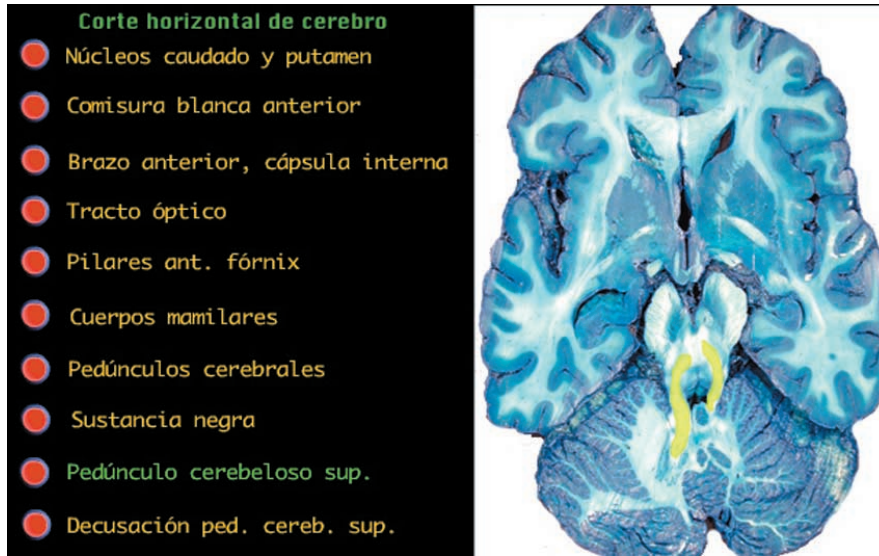 Corte horizontal de cerebro
Núcleos caudado y putamen
Comisura blanca anterior
Brazo anterior, cápsula interna
Tracto óptico
Pilares ant. fórnix
Cuerpos mamilares
Pedúnculos cerebrales
Sustancia negra
Pedúnculo cerebeloso sup.
Decusación ped. cereb. sup.